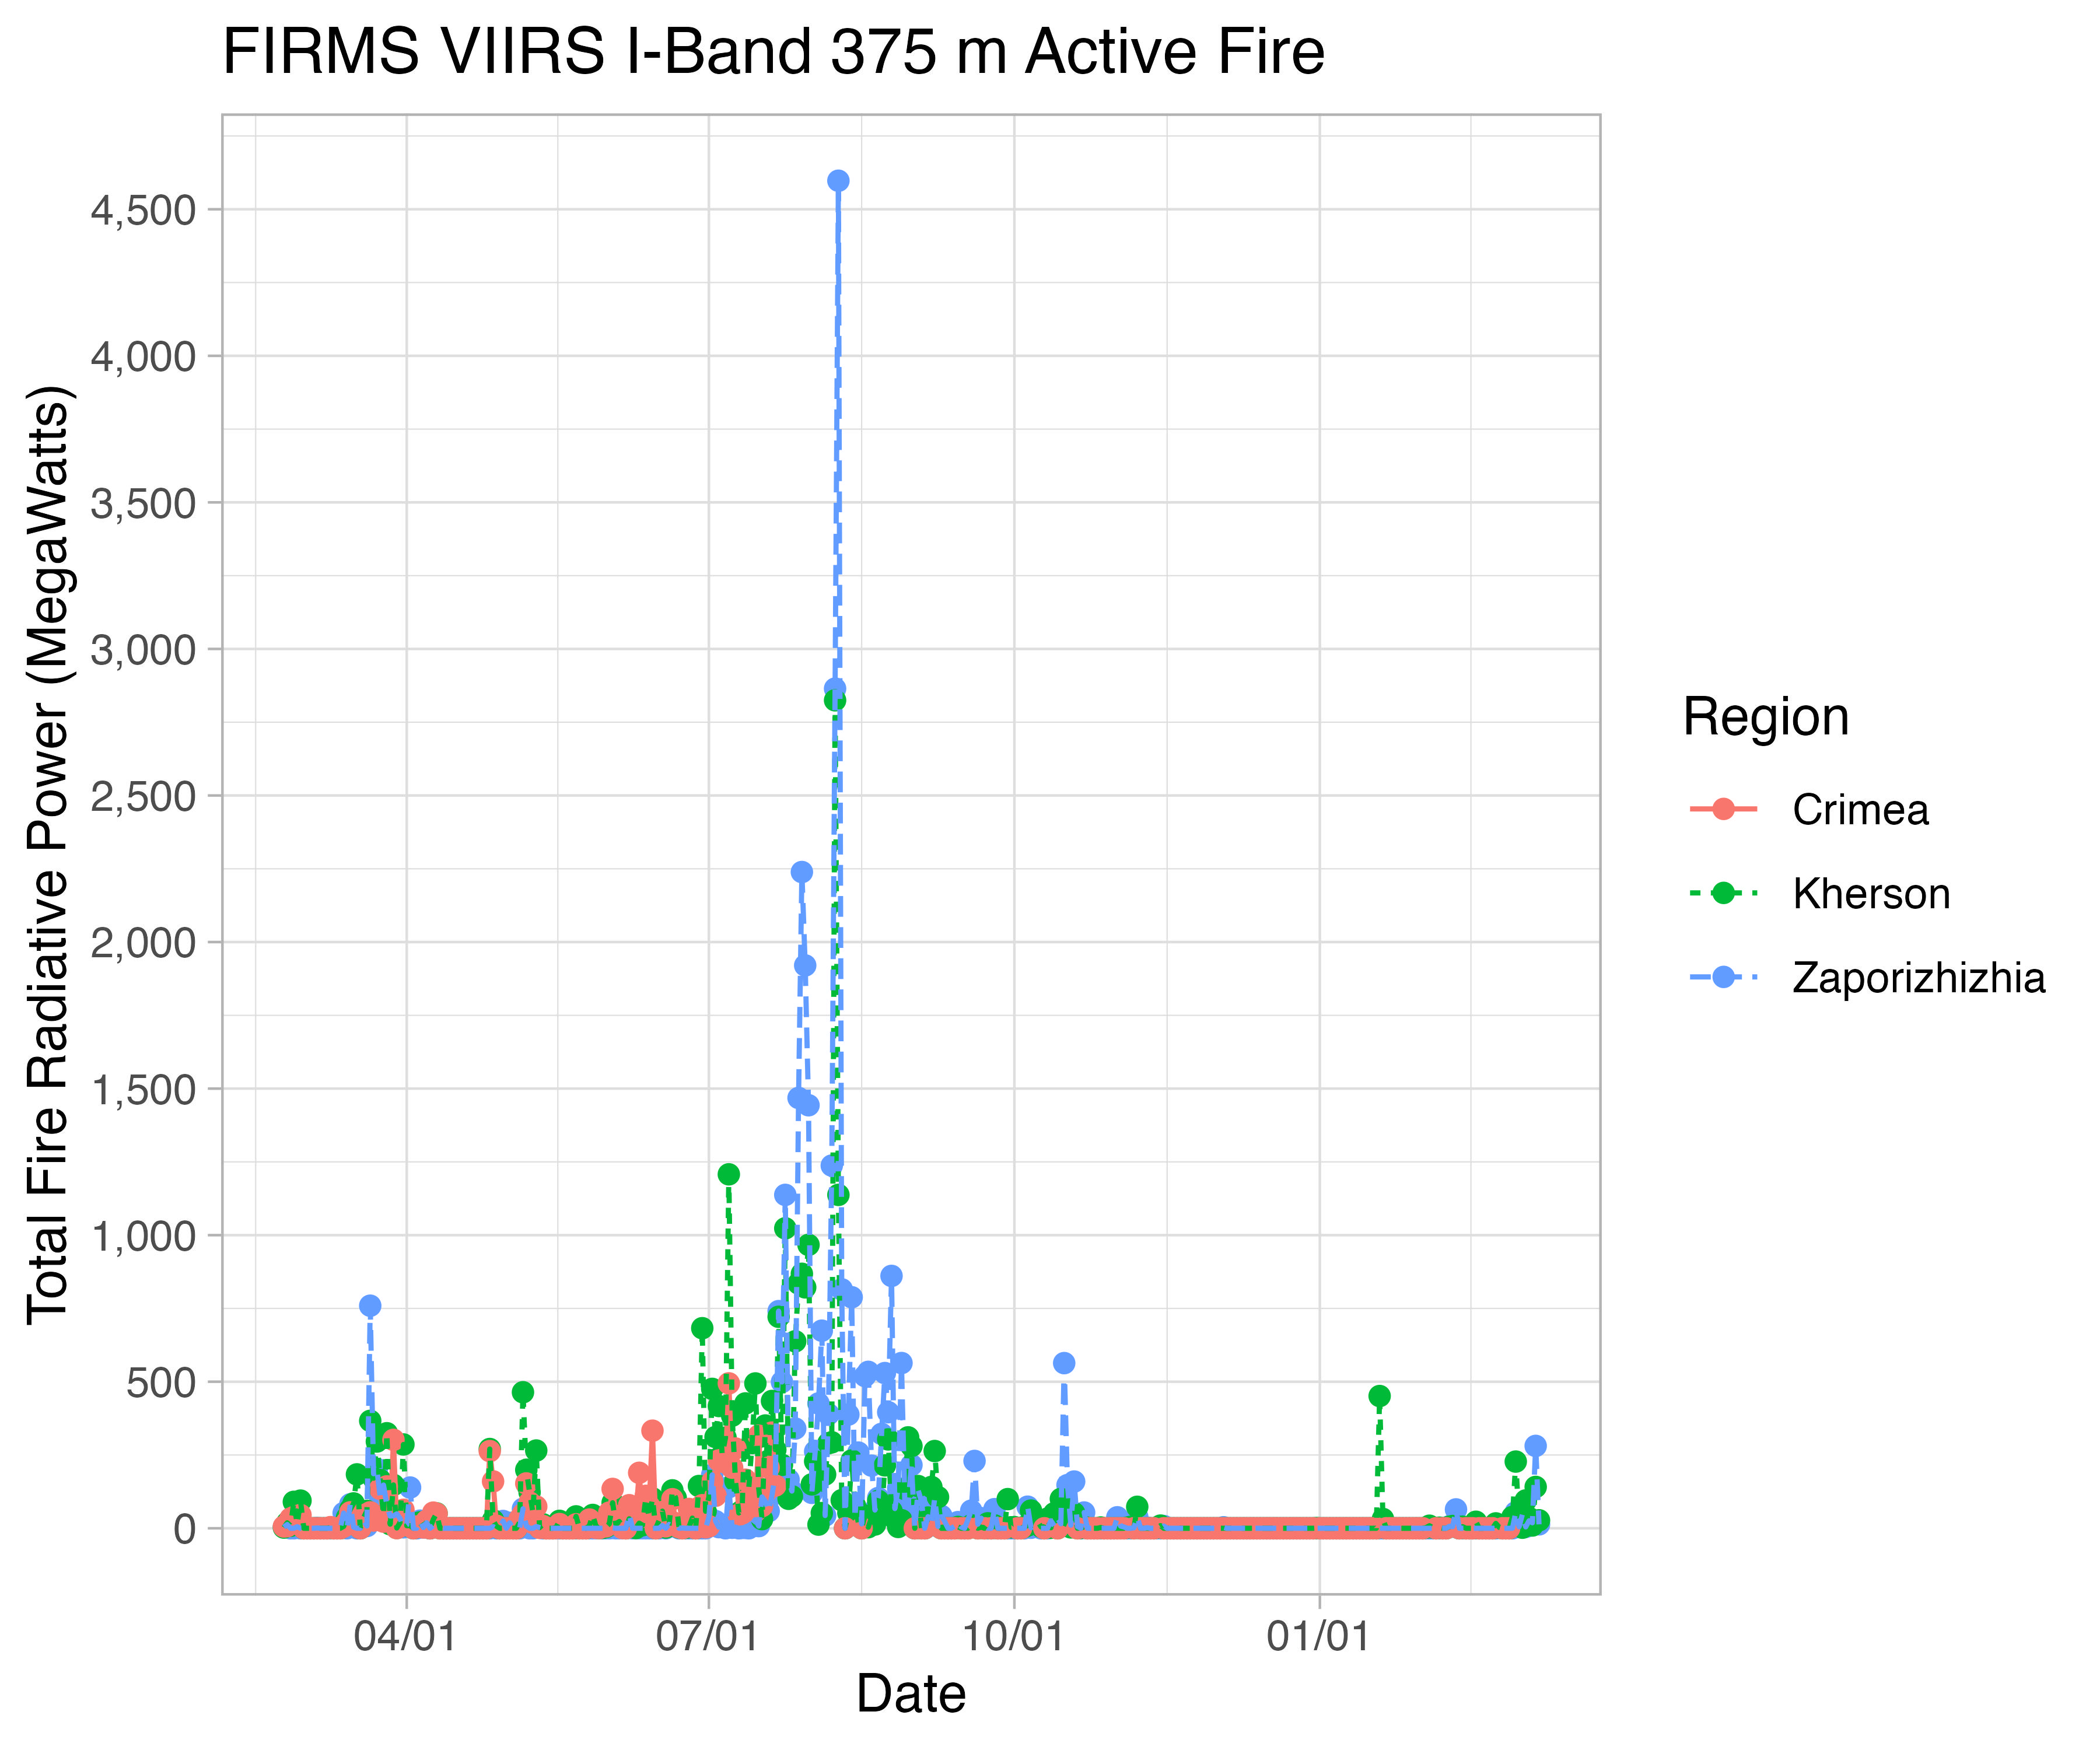 FIRMS VIIRS I-Band 375 m Active Fire
Total Fire Radiative Power (MegaWatts)
4,500
4,000
3,500
3,000
2,500
2,000
1,500
1,000
500
0
04/01
07/01
10/01
01/01
Date
Region
Crimea
Kherson
Zaporizhizhia